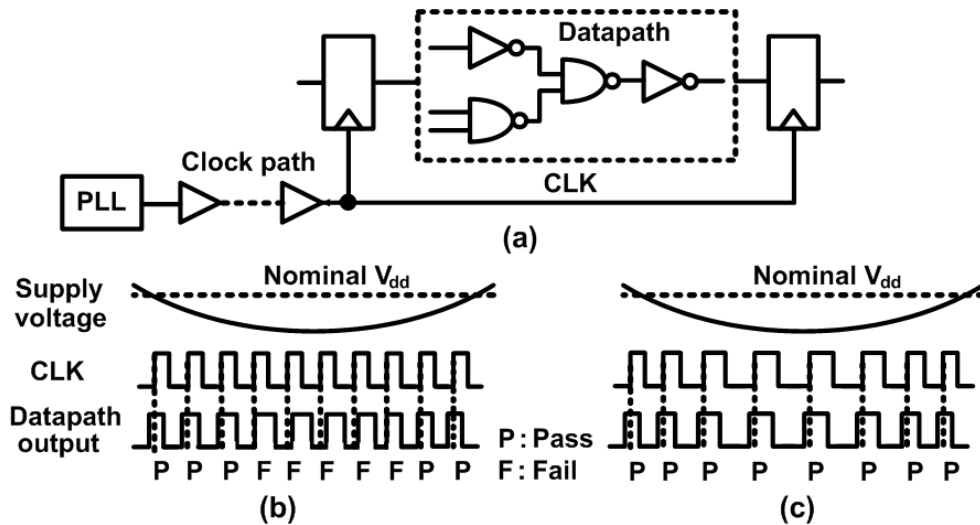 Datapath
Clock path
PLL
CLK
(a)
Supply voltage
Nominal Vdd
Nominal Vdd
CLK
Datapath output
P : Pass
F : Fail
P P P F F F F F P P
P P P P P P P P
(b)
(c)